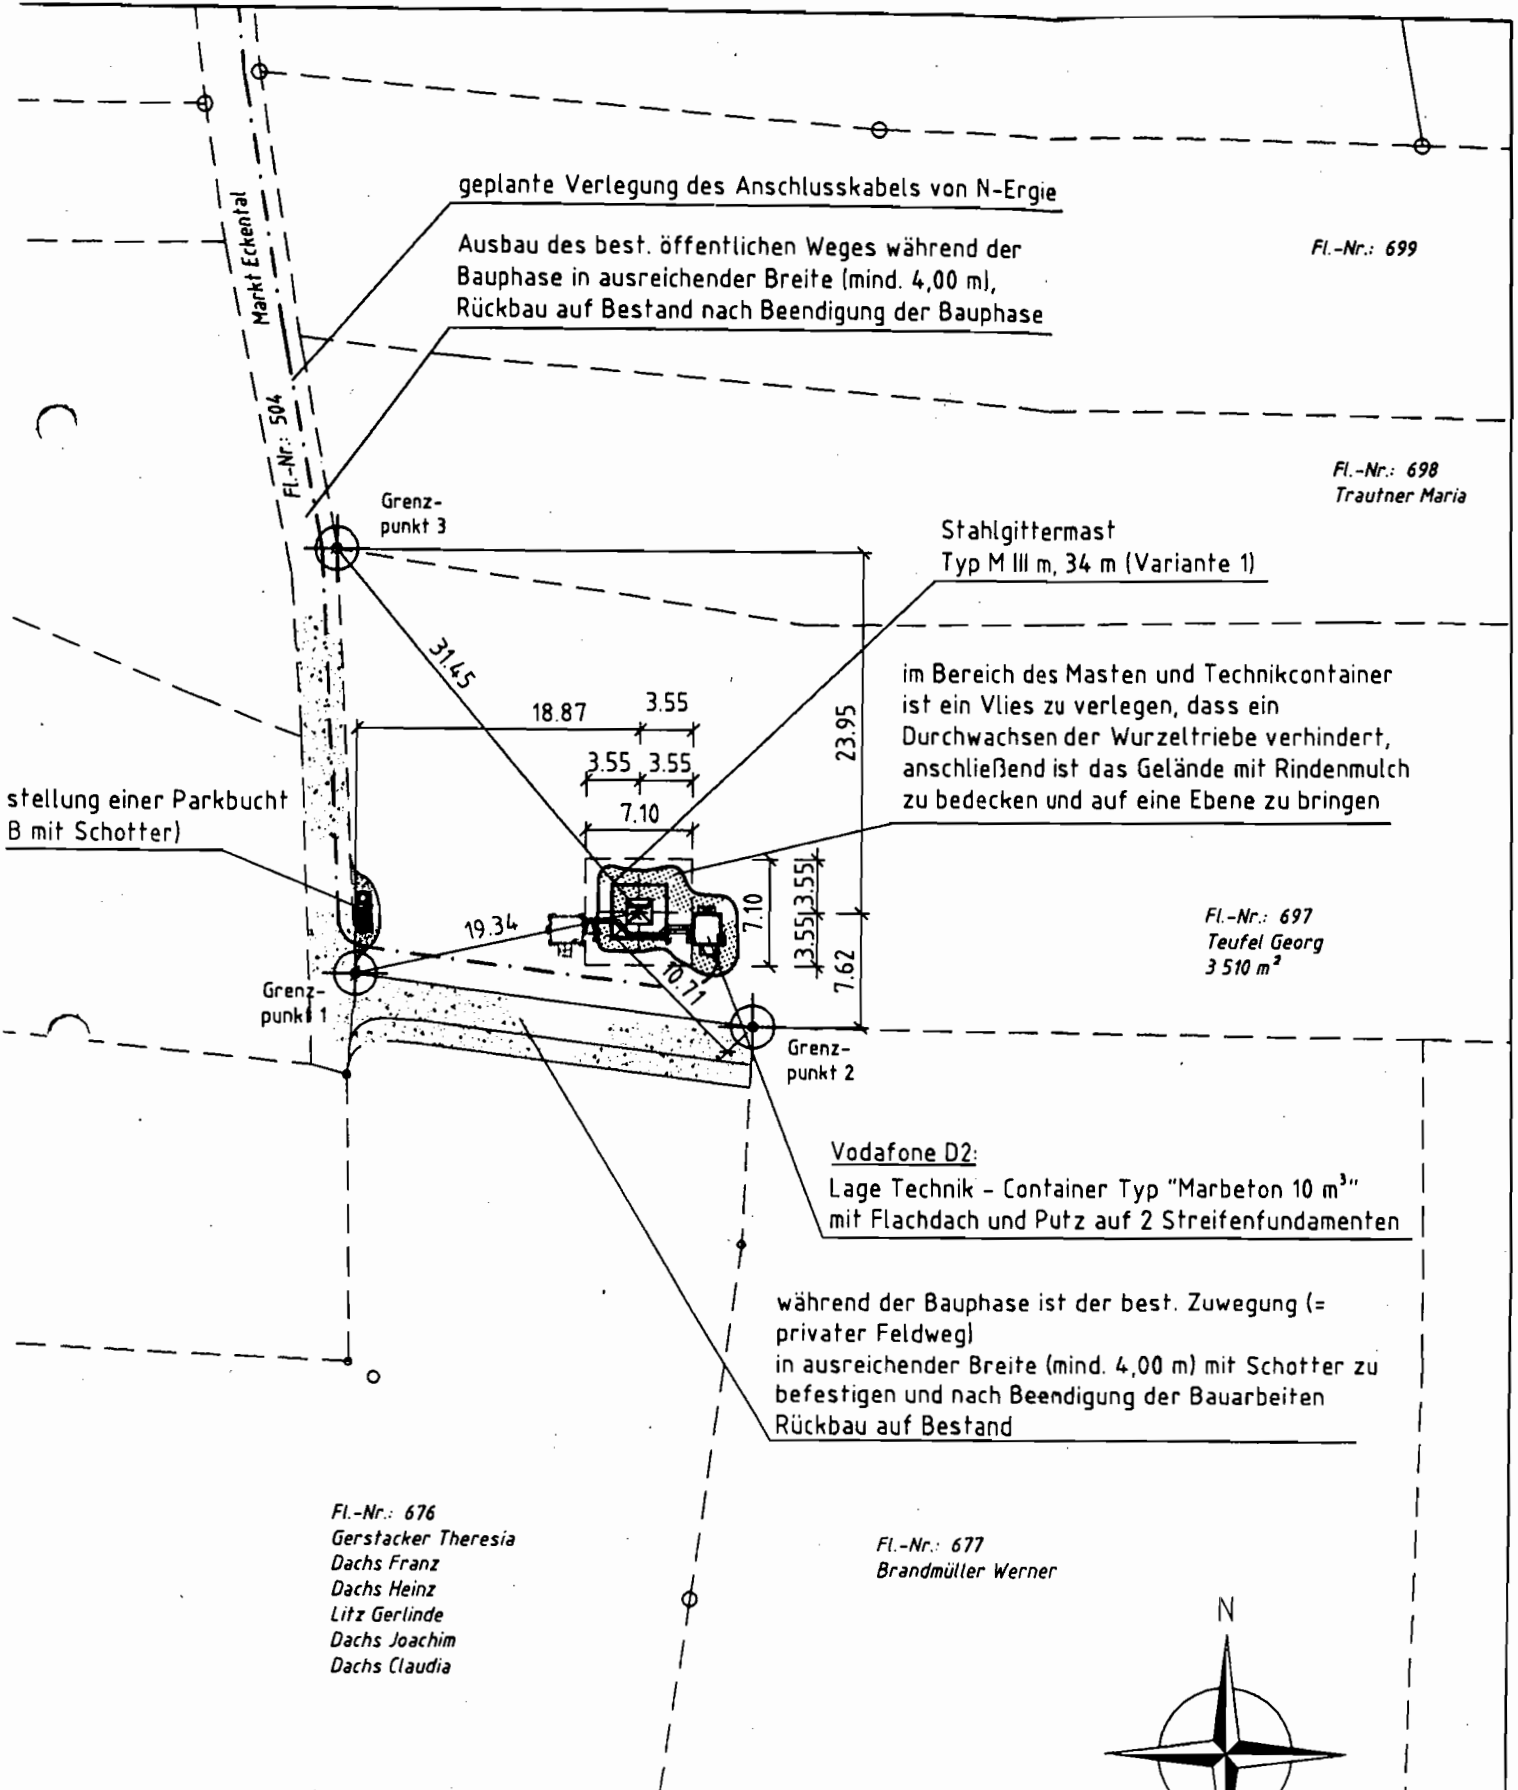 geplante Verlegung des Anschlusskabels von N-Ergie
Markt Eckental
Ausbau des best. öffentlichen Weges während der
Bauphase in ausreichender Breite (mind. 4,00 m),
Rückbau auf Bestand nach Beendigung der Bauphase
Fl.-Nr.: 699
Fl.-Nr.: 504
Fl.-Nr.: 698
Trautner Maria
Grenz-
punkt 3
Stahlgittermast
Typ M III m, 34 m (Variante 1)
31.45
im Bereich des Masten und Technikcontainer
ist ein Vlies zu verlegen, dass ein
Durchwachsen der Wurzeltriebe verhindert,
anschließend ist das Gelände mit Rindenmulch
zu bedecken und auf eine Ebene zu bringen
18.87
3.55
23.95
3.55
3.55
7.10
stellung einer Parkbucht
B mit Schotter)
7.10
3.55
3.55
7.62
19.34
10.71
Fl.-Nr.: 697
Teufel Georg
3 510 m²
Grenz-
punkt 1
Grenz-
punkt 2
Vodafone D2:
Lage Technik - Container Typ "Marbeton 10 m³"
mit Flachdach und Putz auf 2 Streifenfundamenten
während der Bauphase ist der best. Zuwegung (=
privater Feldweg)
in ausreichender Breite (mind. 4,00 m) mit Schotter zu
befestigen und nach Beendigung der Bauarbeiten
Rückbau auf Bestand
Fl.-Nr.: 676
Gerstacker Theresia
Dachs Franz
Dachs Heinz
Litz Gerlinde
Dachs Joachim
Dachs Claudia
Fl.-Nr.: 677
Brandmüller Werner
N